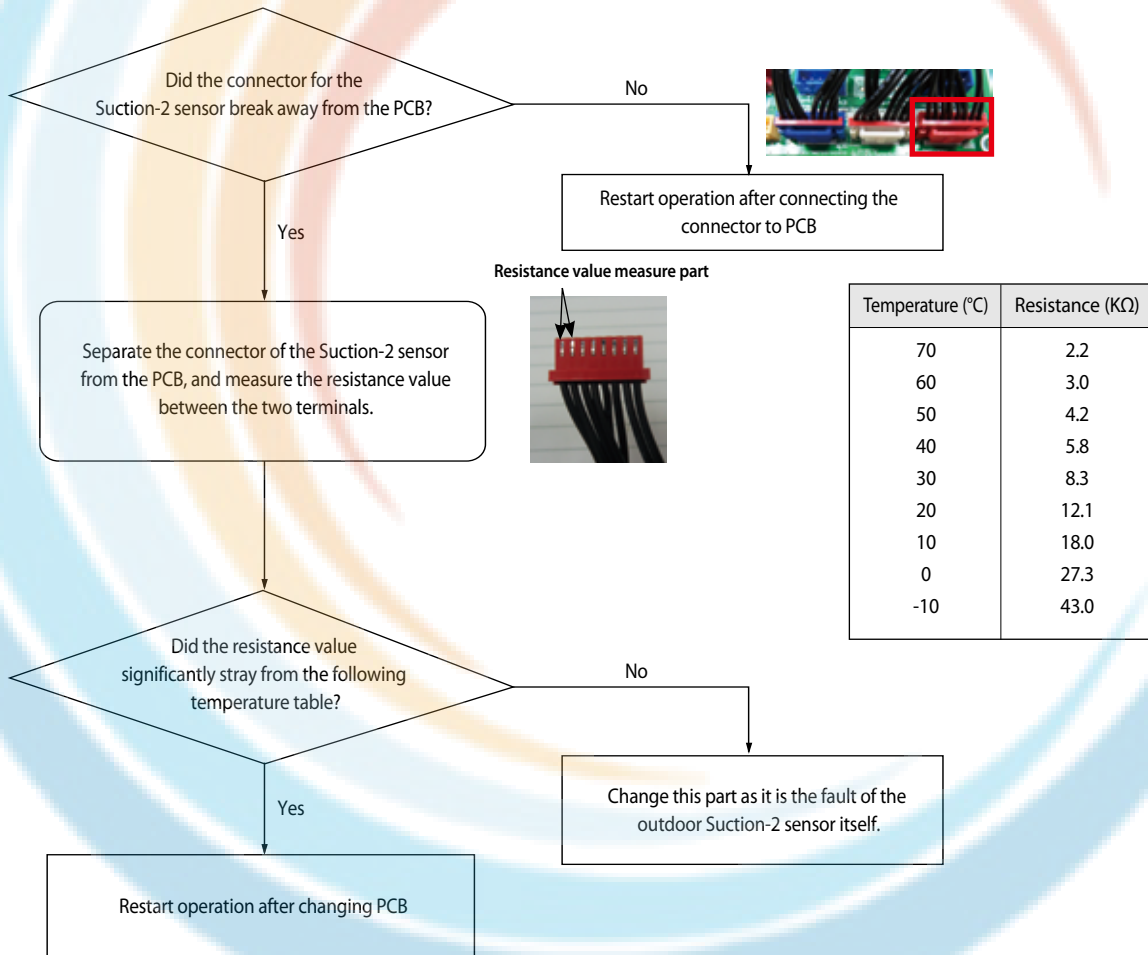 Did the connector for the
Suction-2 sensor break away from the PCB?
No
Restart operation after connecting the
connector to PCB
Yes
Resistance value measure part
Separate the connector of the Suction-2 sensor
from the PCB, and measure the resistance value
between the two terminals.
Temperature (°C) Resistance (KΩ)
70 2.2
60 3.0
50 4.2
40 5.8
30 8.3
20 12.1
10 18.0
0 27.3
-10 43.0
Did the resistance value
significantly stray from the following
temperature table?
No
Change this part as it is the fault of the
outdoor Suction-2 sensor itself.
Yes
Restart operation after changing PCB